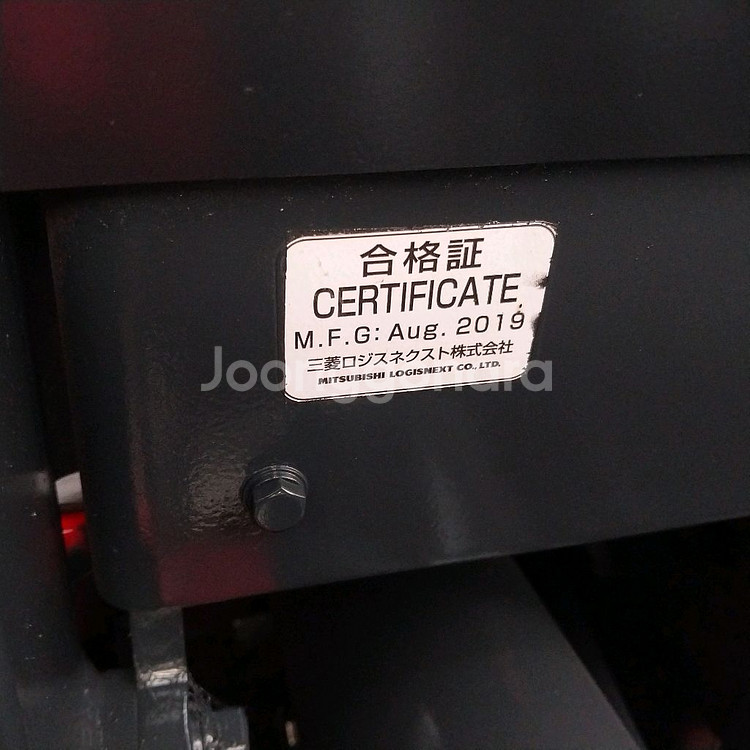 合格証
CERTIFICATE
M.F.G: Aug. 2019
三菱ロジスネクスト株式会社
MITSUBISHI LOGISNEXT CO., LTD.
Joonggonara